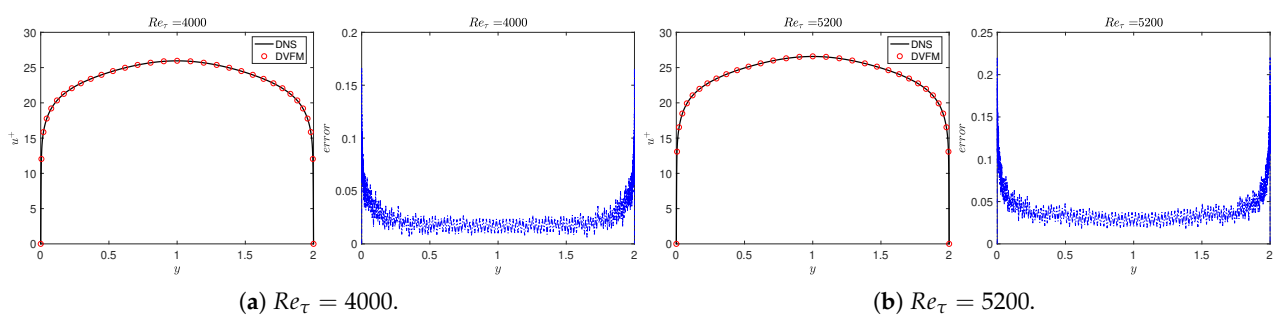 Re_τ =4000
30
25
20
15
10
5
0
u⁺
0 0.5 1 1.5 2
y
DNS
DVFM
Re_τ =4000
0.2
0.15
0.1
0.05
0
error
0 0.5 1 1.5 2
y
Re_τ =5200
30
25
20
15
10
5
0
u⁺
0 0.5 1 1.5 2
y
DNS
DVFM
Re_τ =5200
0.25
0.2
0.15
0.1
0.05
0
error
0 0.5 1 1.5 2
y
(a) Re_τ = 4000.
(b) Re_τ = 5200.